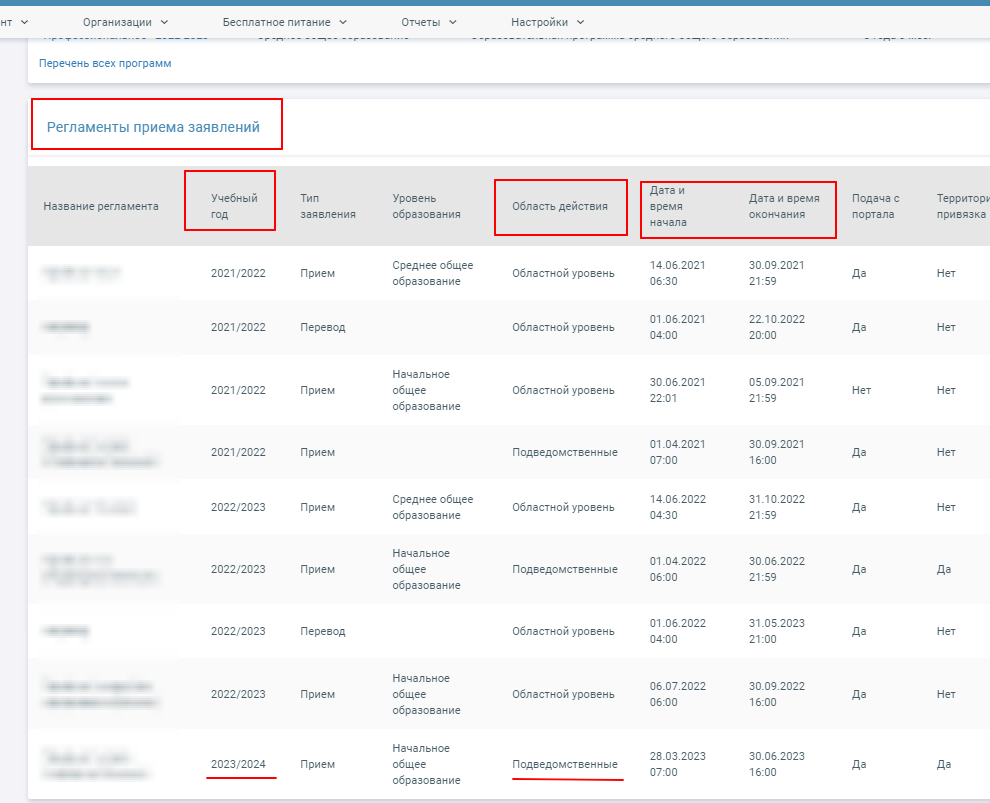 нт Организации Бесплатное питание Отчеты Настройки
Перечень всех программ
Регламенты приема заявлений
Название регламента
Учебный
год
Тип
заявления
Уровень
образования
Область действия
Дата и
время
начала
Дата и время
окончания
Подача с
портала
Территори
привязка
2021/2022 Прием Среднее общее
образование Областной уровень 14.06.2021
06:30 30.09.2021
21:59 Да Нет
2021/2022 Перевод Областной уровень 01.06.2021
04:00 22.10.2022
20:00 Да Нет
2021/2022 Прием Начальное
общее
образование Областной уровень 30.06.2021
22:01 05.09.2021
21:59 Нет Нет
2021/2022 Прием Подведомственные 01.04.2021
07:00 30.09.2021
16:00 Да Нет
2022/2023 Прием Среднее общее
образование Областной уровень 14.06.2022
04:30 31.10.2022
21:59 Да Нет
2022/2023 Прием Начальное
общее
образование Подведомственные 01.04.2022
06:00 30.06.2022
21:59 Да Да
2022/2023 Перевод Областной уровень 01.06.2022
04:00 31.05.2023
21:00 Да Нет
2022/2023 Прием Начальное
общее
образование Областной уровень 06.07.2022
06:00 30.09.2022
16:00 Да Нет
2023/2024 Прием Начальное
общее
образование Подведомственные 28.03.2023
07:00 30.06.2023
16:00 Да Да